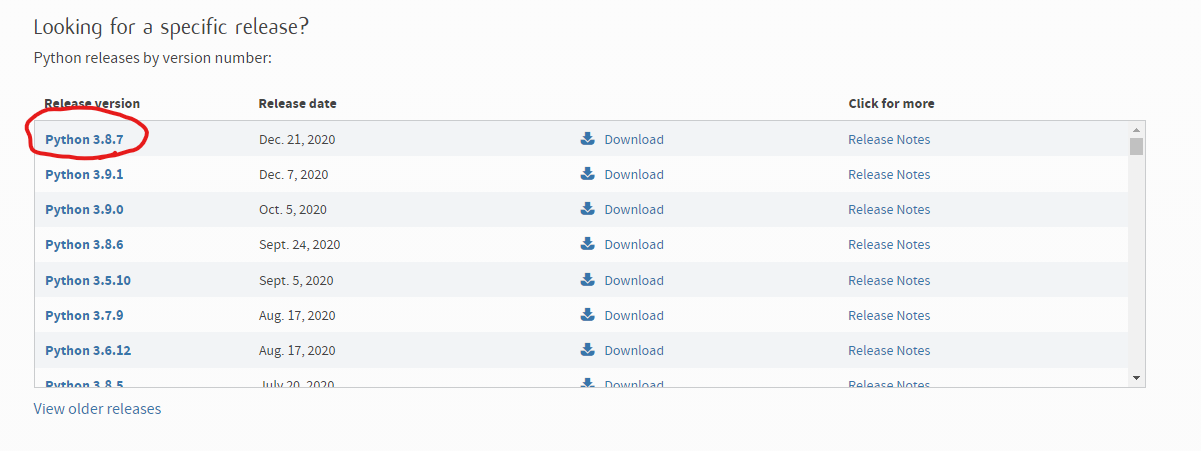 Looking for a specific release?
Python releases by version number:
Release version Release date Click for more
Python 3.8.7 Dec. 21, 2020 Download Release Notes
Python 3.9.1 Dec. 7, 2020 Download Release Notes
Python 3.9.0 Oct. 5, 2020 Download Release Notes
Python 3.8.6 Sept. 24, 2020 Download Release Notes
Python 3.5.10 Sept. 5, 2020 Download Release Notes
Python 3.7.9 Aug. 17, 2020 Download Release Notes
Python 3.6.12 Aug. 17, 2020 Download Release Notes
Python 3.8.5 July 20, 2020 Download Release Notes
View older releases